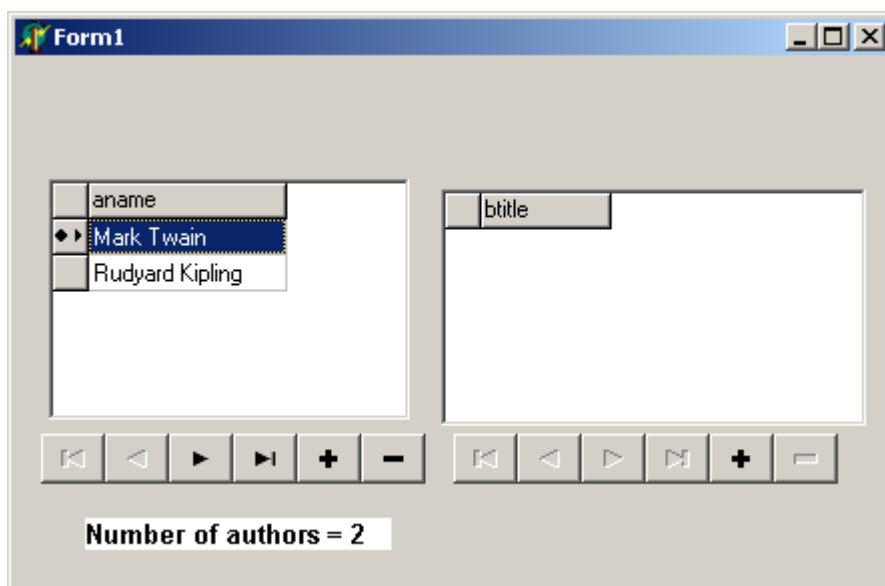 Form1
aname
Mark Twain
Rudyard Kipling
btitle
Number of authors = 2